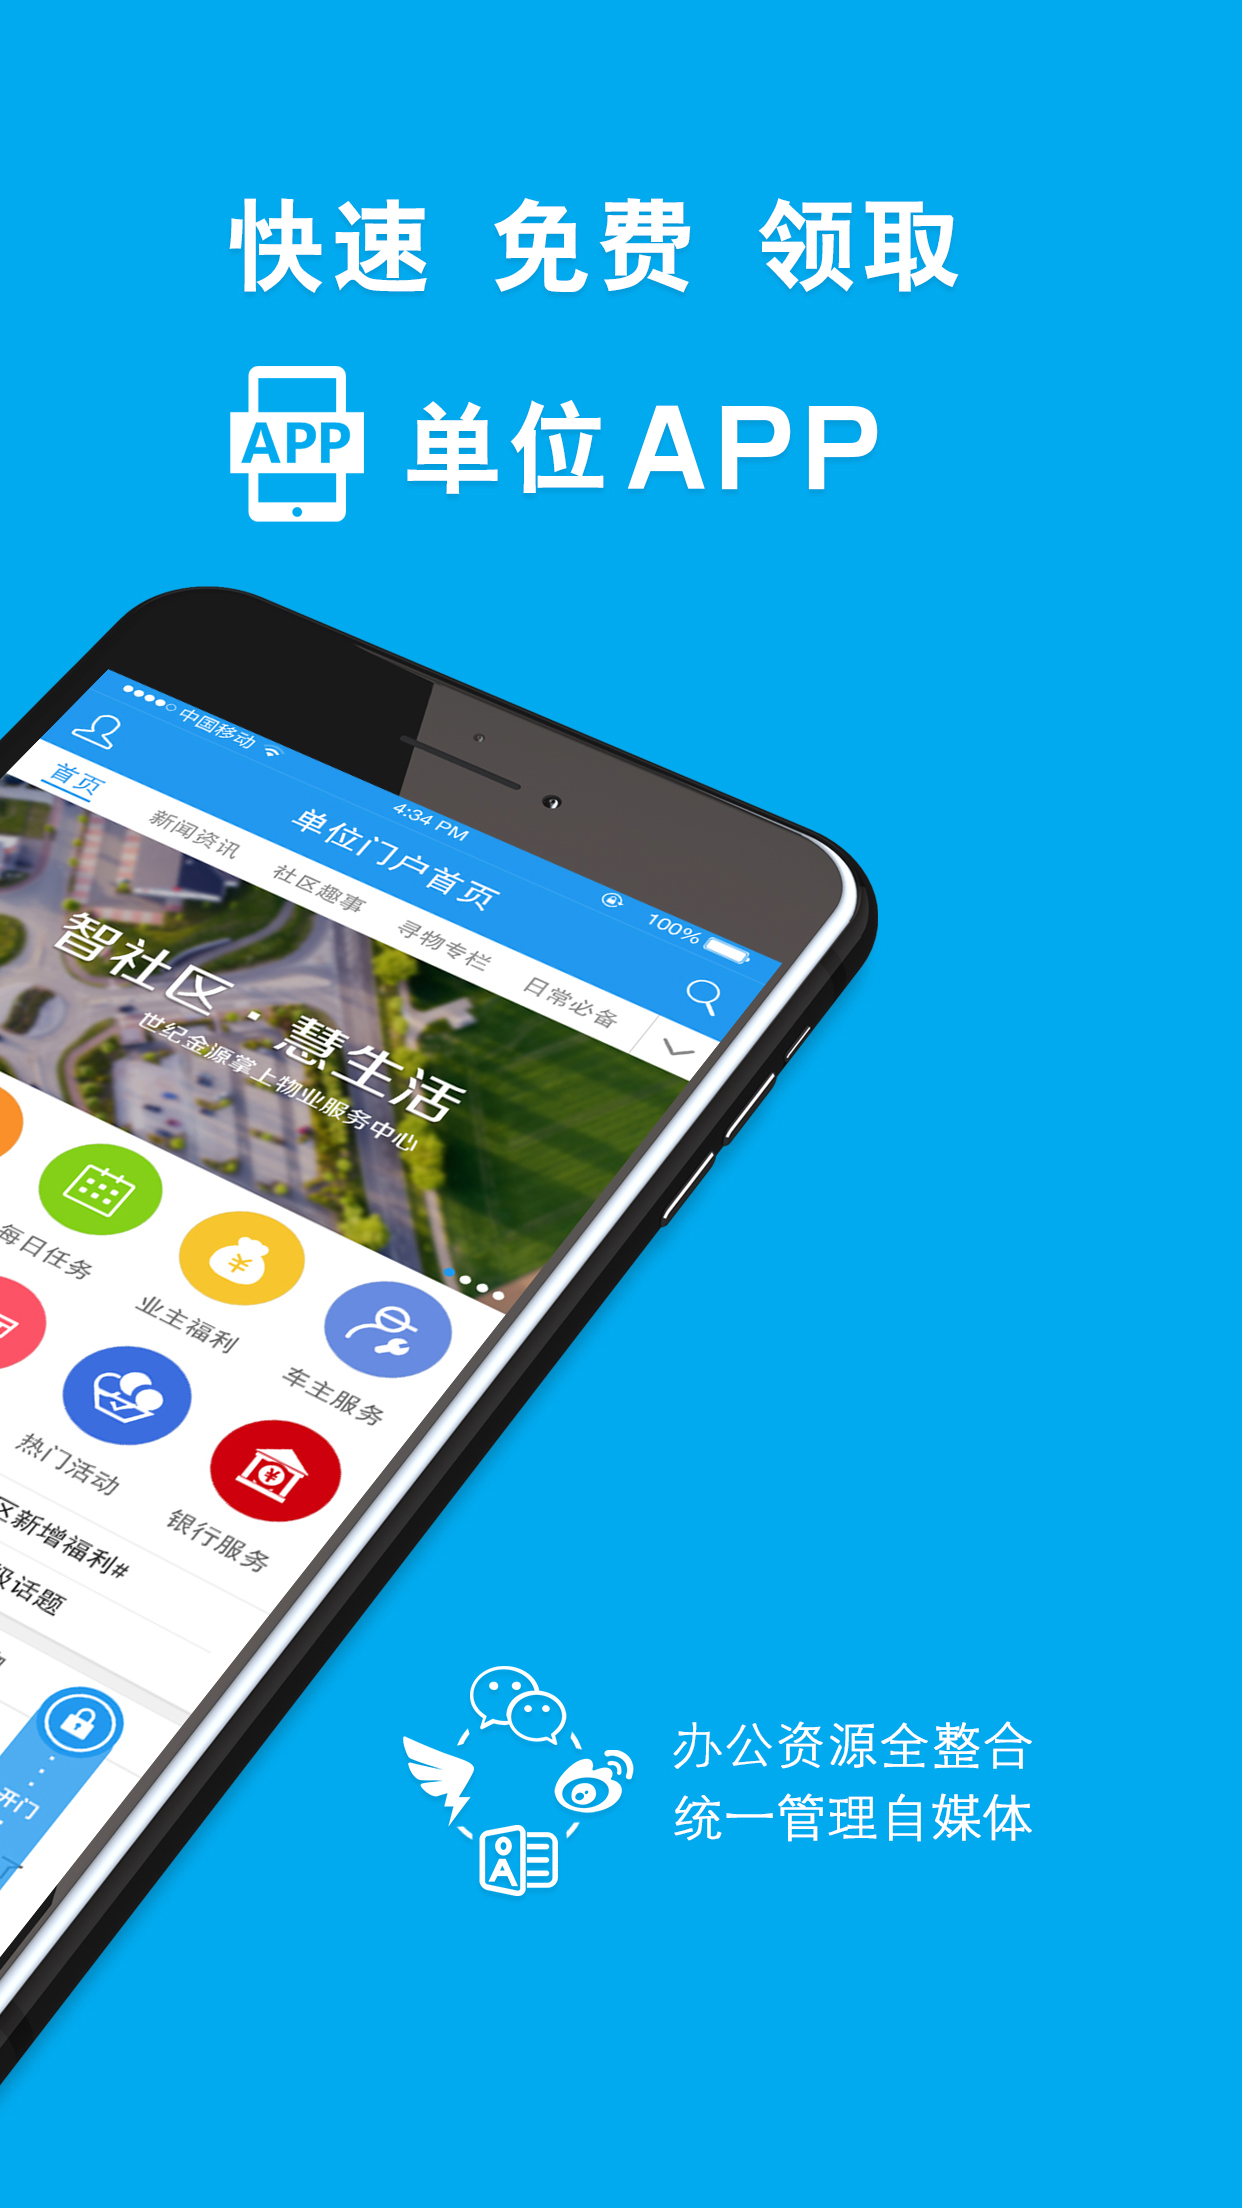 快速 免费 领取
APP 单位APP
中国移动 4:34 PM 100%
单位门户首页
首页 新闻资讯 社区趣事 寻物专栏 日常必备
智社区·慧生活
世纪金源掌上物业服务中心
每日任务 业主福利 车主服务
热门活动 银行服务
区新增福利#
级话题
开门
办公资源全整合
统一管理自媒体
OA